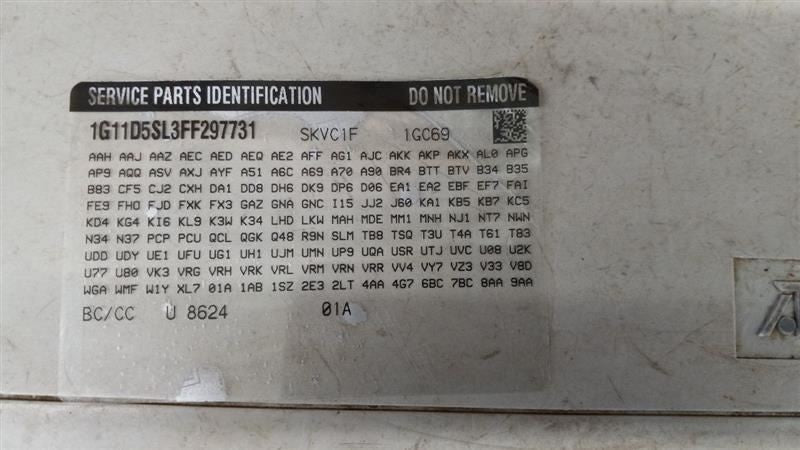 SERVICE PARTS IDENTIFICATION DO NOT REMOVE
1G11D5SL3FF297731 SKVC1F 1GC69
AAH AAJ AAZ AEC AED AEQ AE2 AFF AG1 AJC AKK AKP AKX AL0 APG
AP9 AQQ ASV AXJ AYF A51 A6C A69 A70 A90 BR4 BTT BTV B34 B35
B83 CF5 CJ2 CXH DA1 DD8 DH6 DK9 DP6 D06 EA1 EA2 EBF EF7 FAI
FE9 FHO FJD FXK FX3 GAZ GNA GNC I15 JJ2 J60 KA1 KB5 KB7 KC5
KD4 KG4 KI6 KL9 K3W K34 LHD LKW MAH MDE MM1 MNH NJ1 NT7 NWN
N34 N37 PCP PCU QCL QGK Q48 R9N SLM TB8 TSQ T3U T4A T61 T83
UDD UDY UE1 UFU UG1 UH1 UJM UMN UP9 UQA USR UTJ UVC U08 U2K
U77 U80 VK3 VRG VRH VRK VRL VRM VRN VRR VV4 VY7 VZ3 V33 V8D
WGA WMF W1Y XL7 01A 1AB 1SZ 2E3 2LT 4AA 4G7 6BC 7BC 8AA 9AA
BC/CC U 8624 01A